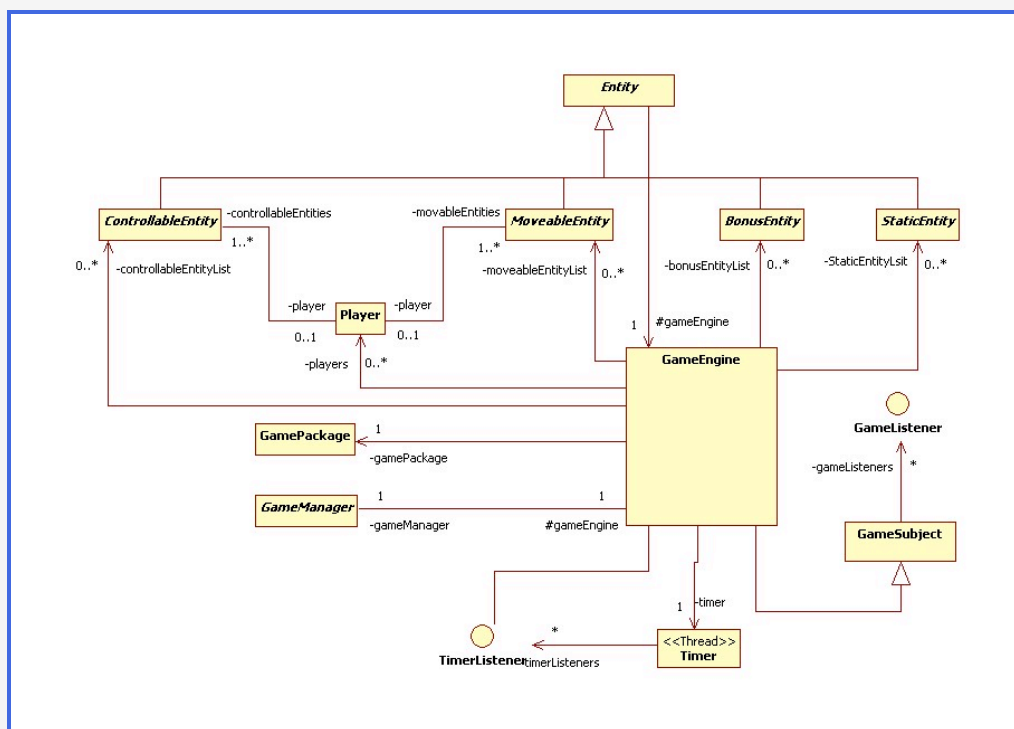 Entity
ControllableEntity
-controllableEntities
1..*
-movableEntities
1..*
MoveableEntity
BonusEntity
StaticEntity
0..*
-controllableEntityList
-moveableEntityList
0..*
-bonusEntityList
0..*
-StaticEntityLsit
0..*
-player
0..1
Player
-player
0..1
-players
0..*
1
#gameEngine
GameEngine
GamePackage
1
-gamePackage
GameListener
-gameListeners
*
GameManager
1
-gameManager
1
#gameEngine
GameSubject
-timer
1
TimerListener
*
timerListeners
<<Thread>>
Timer